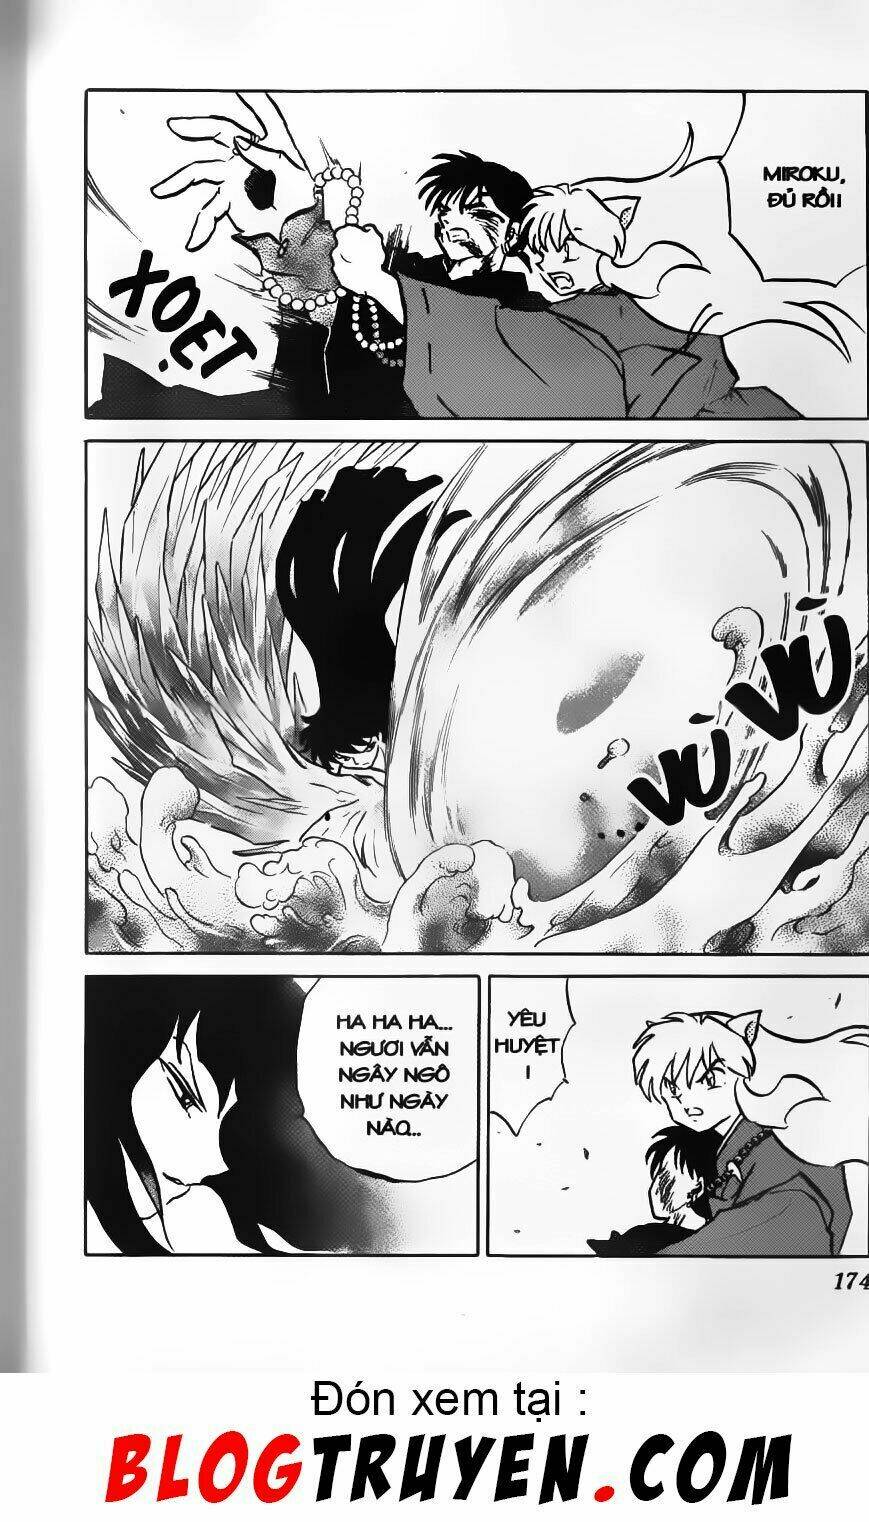 MIROKU,
ĐỦ RỒI!
XOẸT
VÙ
VÙ
...
YÊU
HUYỆT
!
HA HA HA...
NGƯƠI VẪN
NGÂY NGÔ
NHƯ NGÀY
NÀO...
174
Đón xem tại :
BLOGTRUYEN.COM